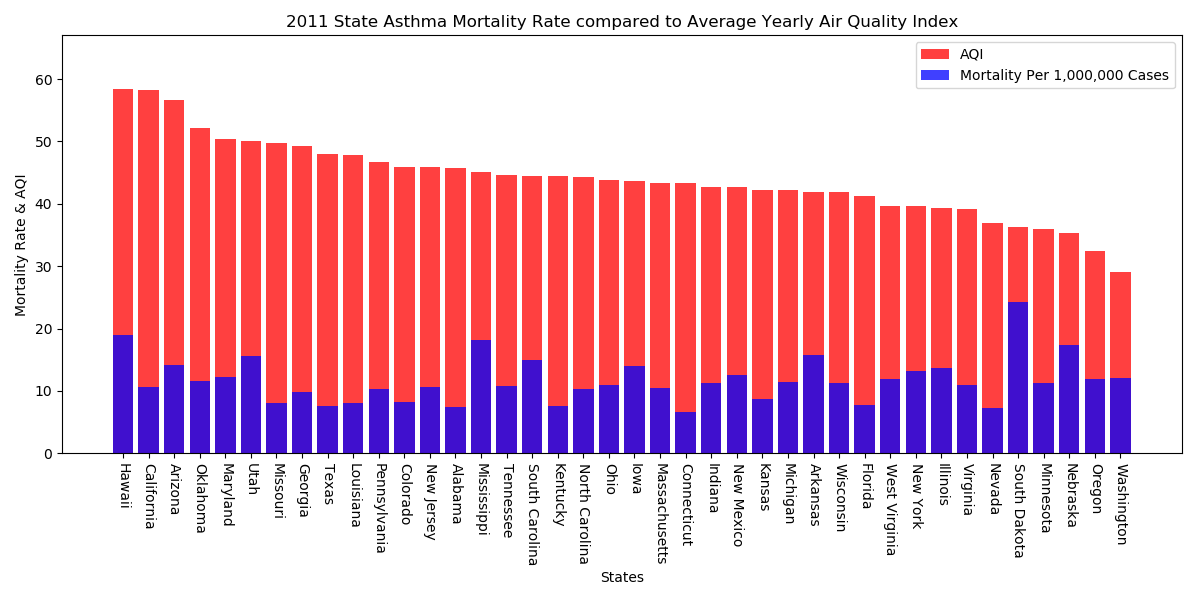 2011 State Asthma Mortality Rate compared to Average Yearly Air Quality Index
AQI
Mortality Per 1,000,000 Cases
Mortality Rate & AQI
60
50
40
30
20
10
0
Hawaii
California
Arizona
Oklahoma
Maryland
Utah
Missouri
Georgia
Texas
Louisiana
Pennsylvania
Colorado
New Jersey
Alabama
Mississippi
Tennessee
South Carolina
Kentucky
North Carolina
Ohio
Iowa
Massachusetts
Connecticut
Indiana
New Mexico
Kansas
Michigan
Arkansas
Wisconsin
Florida
West Virginia
New York
Illinois
Virginia
Nevada
South Dakota
Minnesota
Nebraska
Oregon
Washington
States